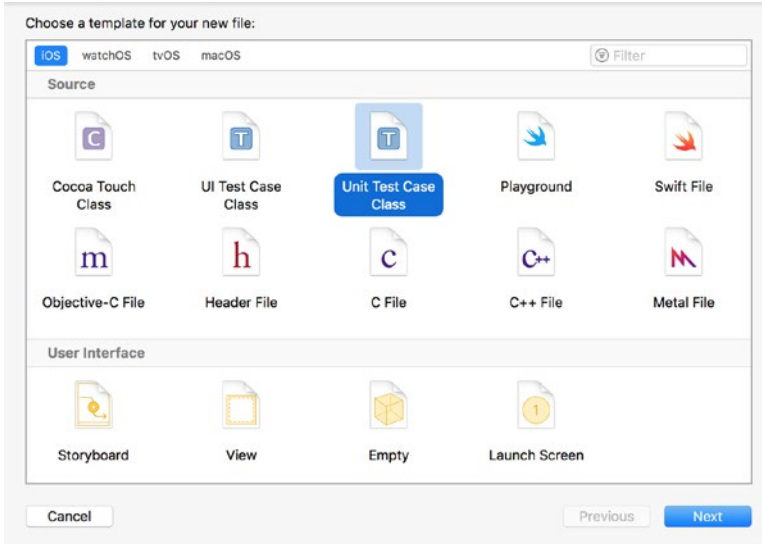 Choose a template for your new file:
iOS watchOS tvOS macOS Filter
Source
C T T
Cocoa Touch Class UI Test Case Class Unit Test Case Class Playground Swift File
m h c C++
Objective-C File Header File C File C++ File Metal File
User Interface
1
Storyboard View Empty Launch Screen
Cancel Previous Next